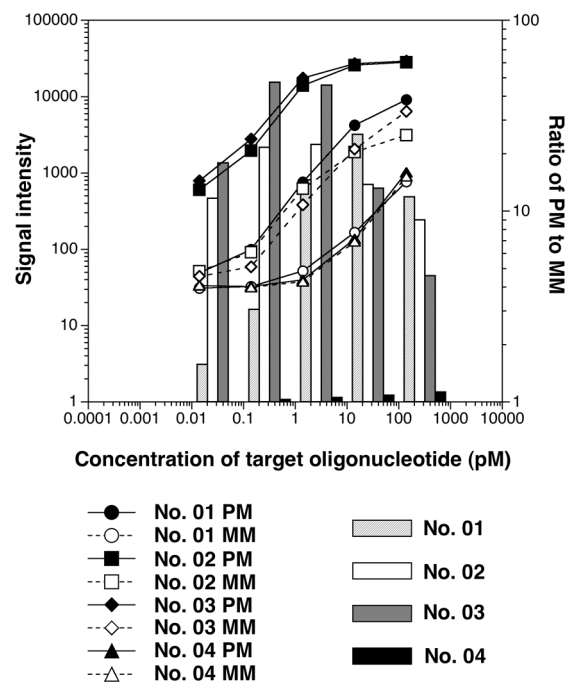 100000
10000
1000
100
10
1
Signal intensity
100
10
1
Ratio of PM to MM
0.0001 0.001 0.01 0.1 1 10 100 1000 10000
Concentration of target oligonucleotide (pM)
No. 01 PM
No. 01 MM
No. 02 PM
No. 02 MM
No. 03 PM
No. 03 MM
No. 04 PM
No. 04 MM
No. 01
No. 02
No. 03
No. 04